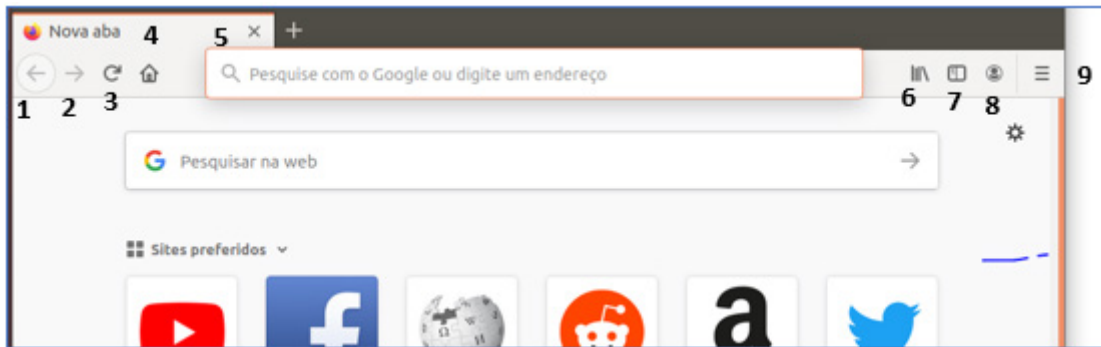 Nova aba 4 5
Pesquise com o Google ou digite um endereço
1 2 3 6 7 8 9
Pesquisar na web
Sites preferidos
f a